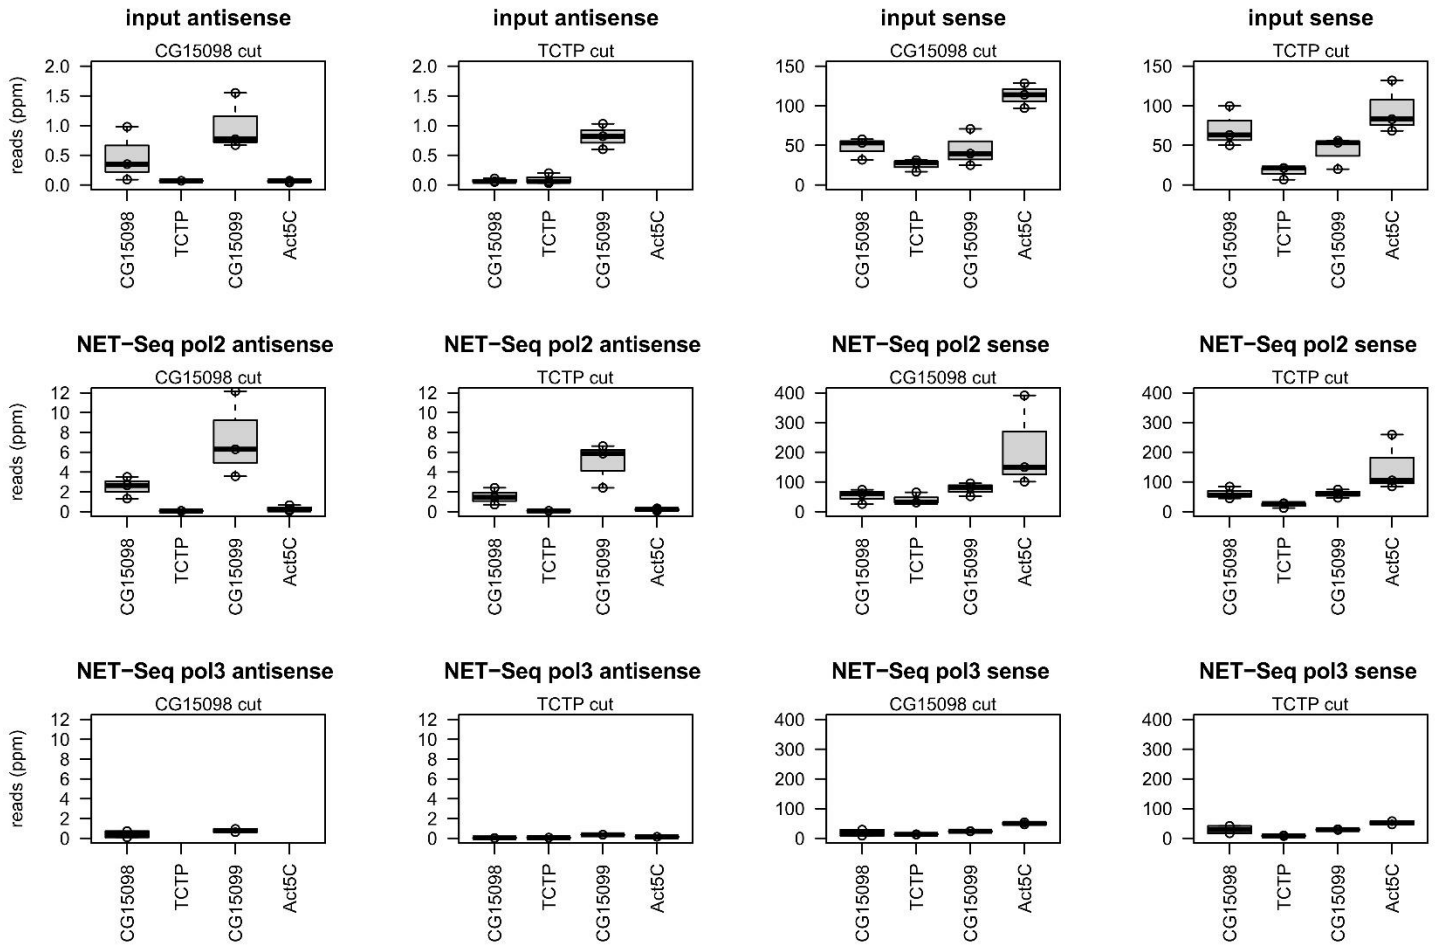 input antisense
CG15098 cut
reads (ppm)
2.0
1.5
1.0
0.5
0.0
CG15098
TCTP
CG15099
Act5C
input antisense
TCTP cut
2.0
1.5
1.0
0.5
0.0
CG15098
TCTP
CG15099
Act5C
input sense
CG15098 cut
150
100
50
0
CG15098
TCTP
CG15099
Act5C
input sense
TCTP cut
150
100
50
0
CG15098
TCTP
CG15099
Act5C
NET−Seq pol2 antisense
CG15098 cut
reads (ppm)
12
10
8
6
4
2
0
CG15098
TCTP
CG15099
Act5C
NET−Seq pol2 antisense
TCTP cut
12
10
8
6
4
2
0
CG15098
TCTP
CG15099
Act5C
NET−Seq pol2 sense
CG15098 cut
400
300
200
100
0
CG15098
TCTP
CG15099
Act5C
NET−Seq pol2 sense
TCTP cut
400
300
200
100
0
CG15098
TCTP
CG15099
Act5C
NET−Seq pol3 antisense
CG15098 cut
reads (ppm)
12
10
8
6
4
2
0
CG15098
TCTP
CG15099
Act5C
NET−Seq pol3 antisense
TCTP cut
12
10
8
6
4
2
0
CG15098
TCTP
CG15099
Act5C
NET−Seq pol3 sense
CG15098 cut
400
300
200
100
0
CG15098
TCTP
CG15099
Act5C
NET−Seq pol3 sense
TCTP cut
400
300
200
100
0
CG15098
TCTP
CG15099
Act5C